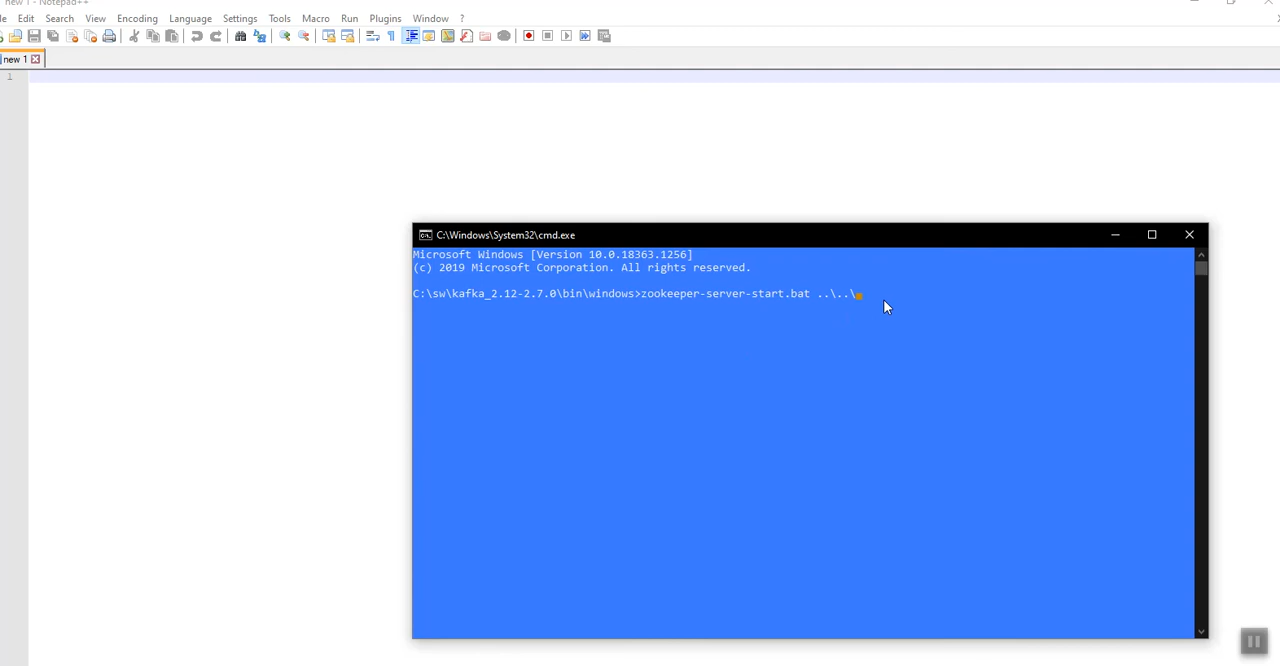 new 1 - Notepad++
Edit Search View Encoding Language Settings Tools Macro Run Plugins Window ?
new 1
1
C:\Windows\System32\cmd.exe
Microsoft Windows [Version 10.0.18363.1256]
(c) 2019 Microsoft Corporation. All rights reserved.
C:\sw\kafka_2.12-2.7.0\bin\windows>zookeeper-server-start.bat ..\..\